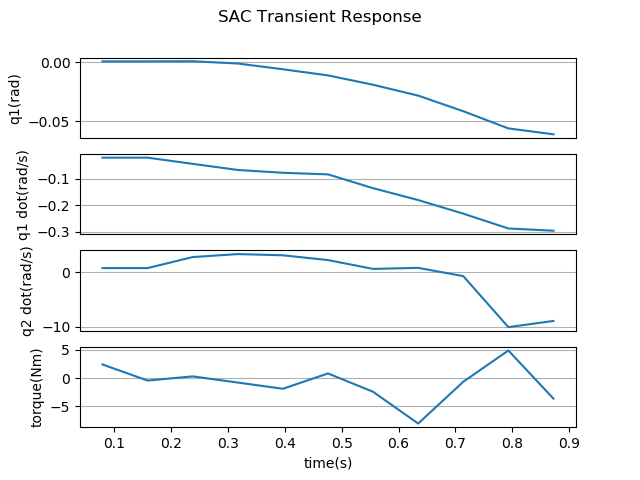 SAC Transient Response
q1(rad)
0.00
−0.05
q1 dot(rad/s)
−0.1
−0.2
−0.3
q2 dot(rad/s)
0
−10
torque(Nm)
5
0
−5
0.1 0.2 0.3 0.4 0.5 0.6 0.7 0.8 0.9
time(s)